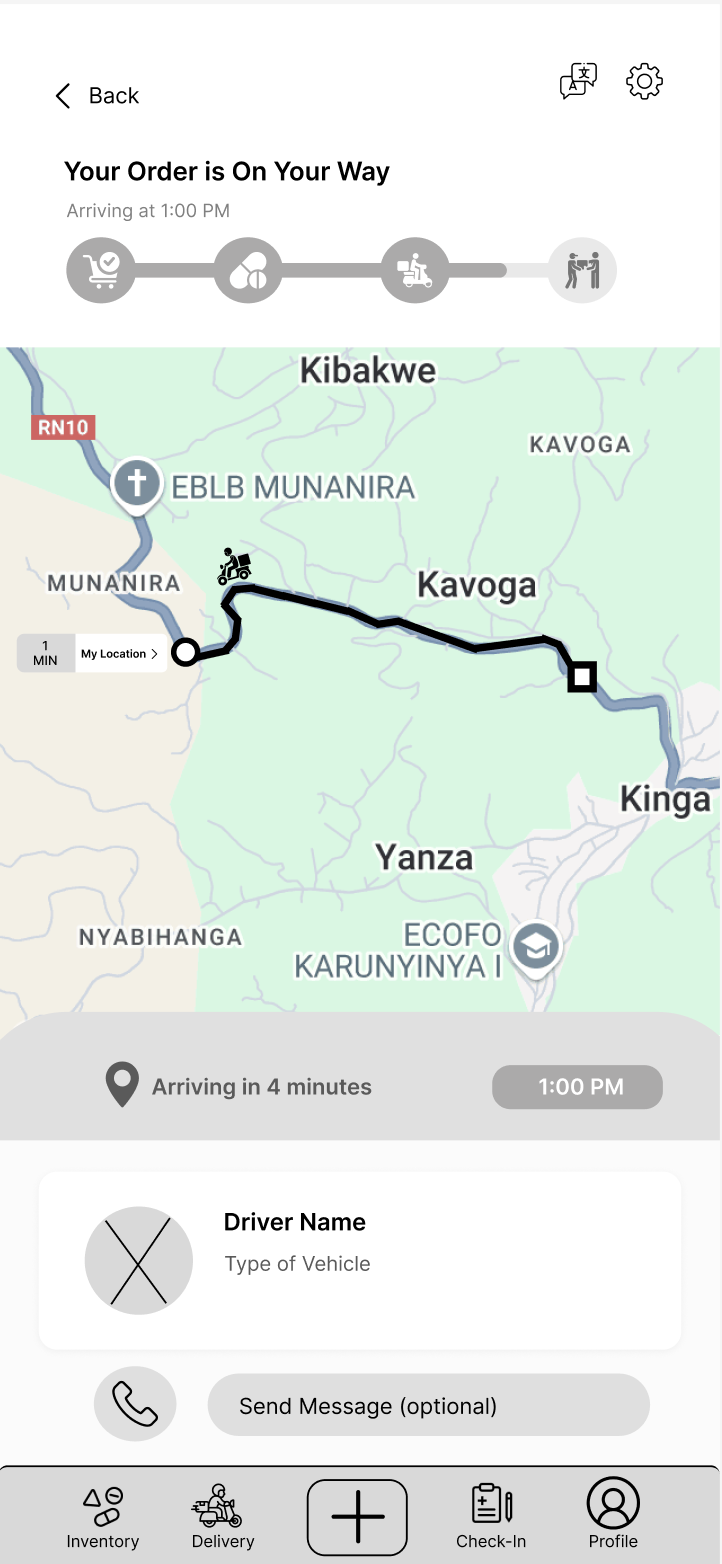 Back
文
A
Your Order is On Your Way
Arriving at 1:00 PM
Kibakwe
RN10
KAVOGA
EBLB MUNANIRA
MUNANIRA
Kavoga
1
MIN
My Location >
Kinga
Yanza
NYABIHANGA
ECOFO
KARUNYINYA I
Arriving in 4 minutes
1:00 PM
Driver Name
Type of Vehicle
Send Message (optional)
Inventory
Delivery
Check-In
Profile